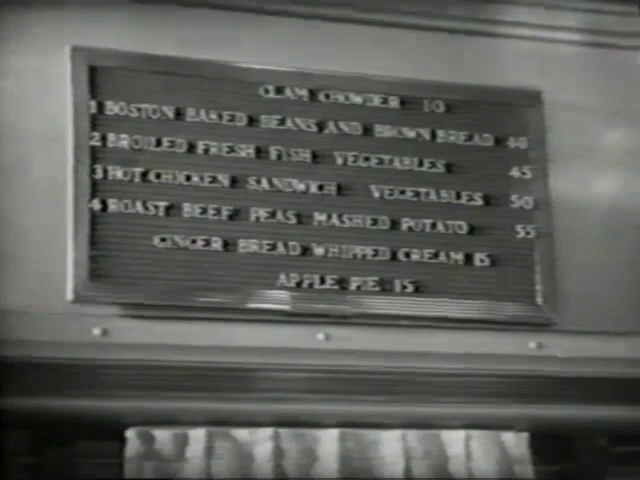 CLAM CHOWDER 10
1 BOSTON BAKED BEANS AND BROWN BREAD 40
2 BROILED FRESH FISH VEGETABLES 45
3 HOT CHICKEN SANDWICH VEGETABLES 50
4 ROAST BEEF PEAS MASHED POTATO 55
GINGER BREAD WHIPPED CREAM 15
APPLE PIE 15